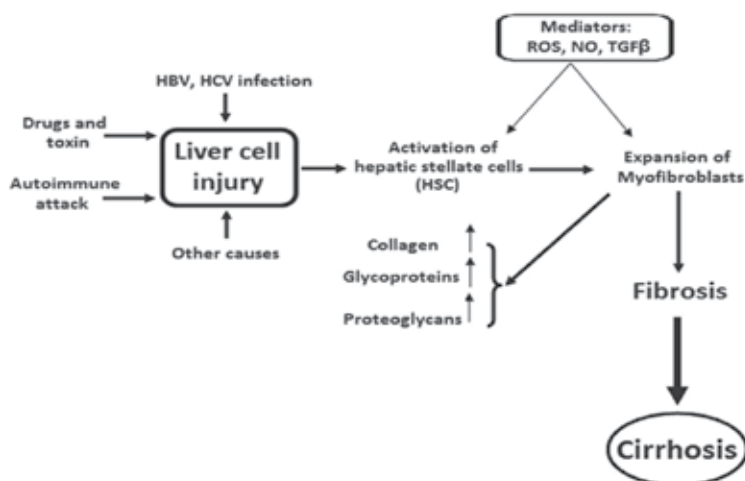 Mediators:
ROS, NO, TGFβ
HBV, HCV infection
Drugs and
toxin
Liver cell
injury
Autoimmune
attack
Other causes
Activation of
hepatic stellate cells
(HSC)
Expansion of
Myofibroblasts
Collagen
Glycoproteins
Proteoglycans
Fibrosis
Cirrhosis